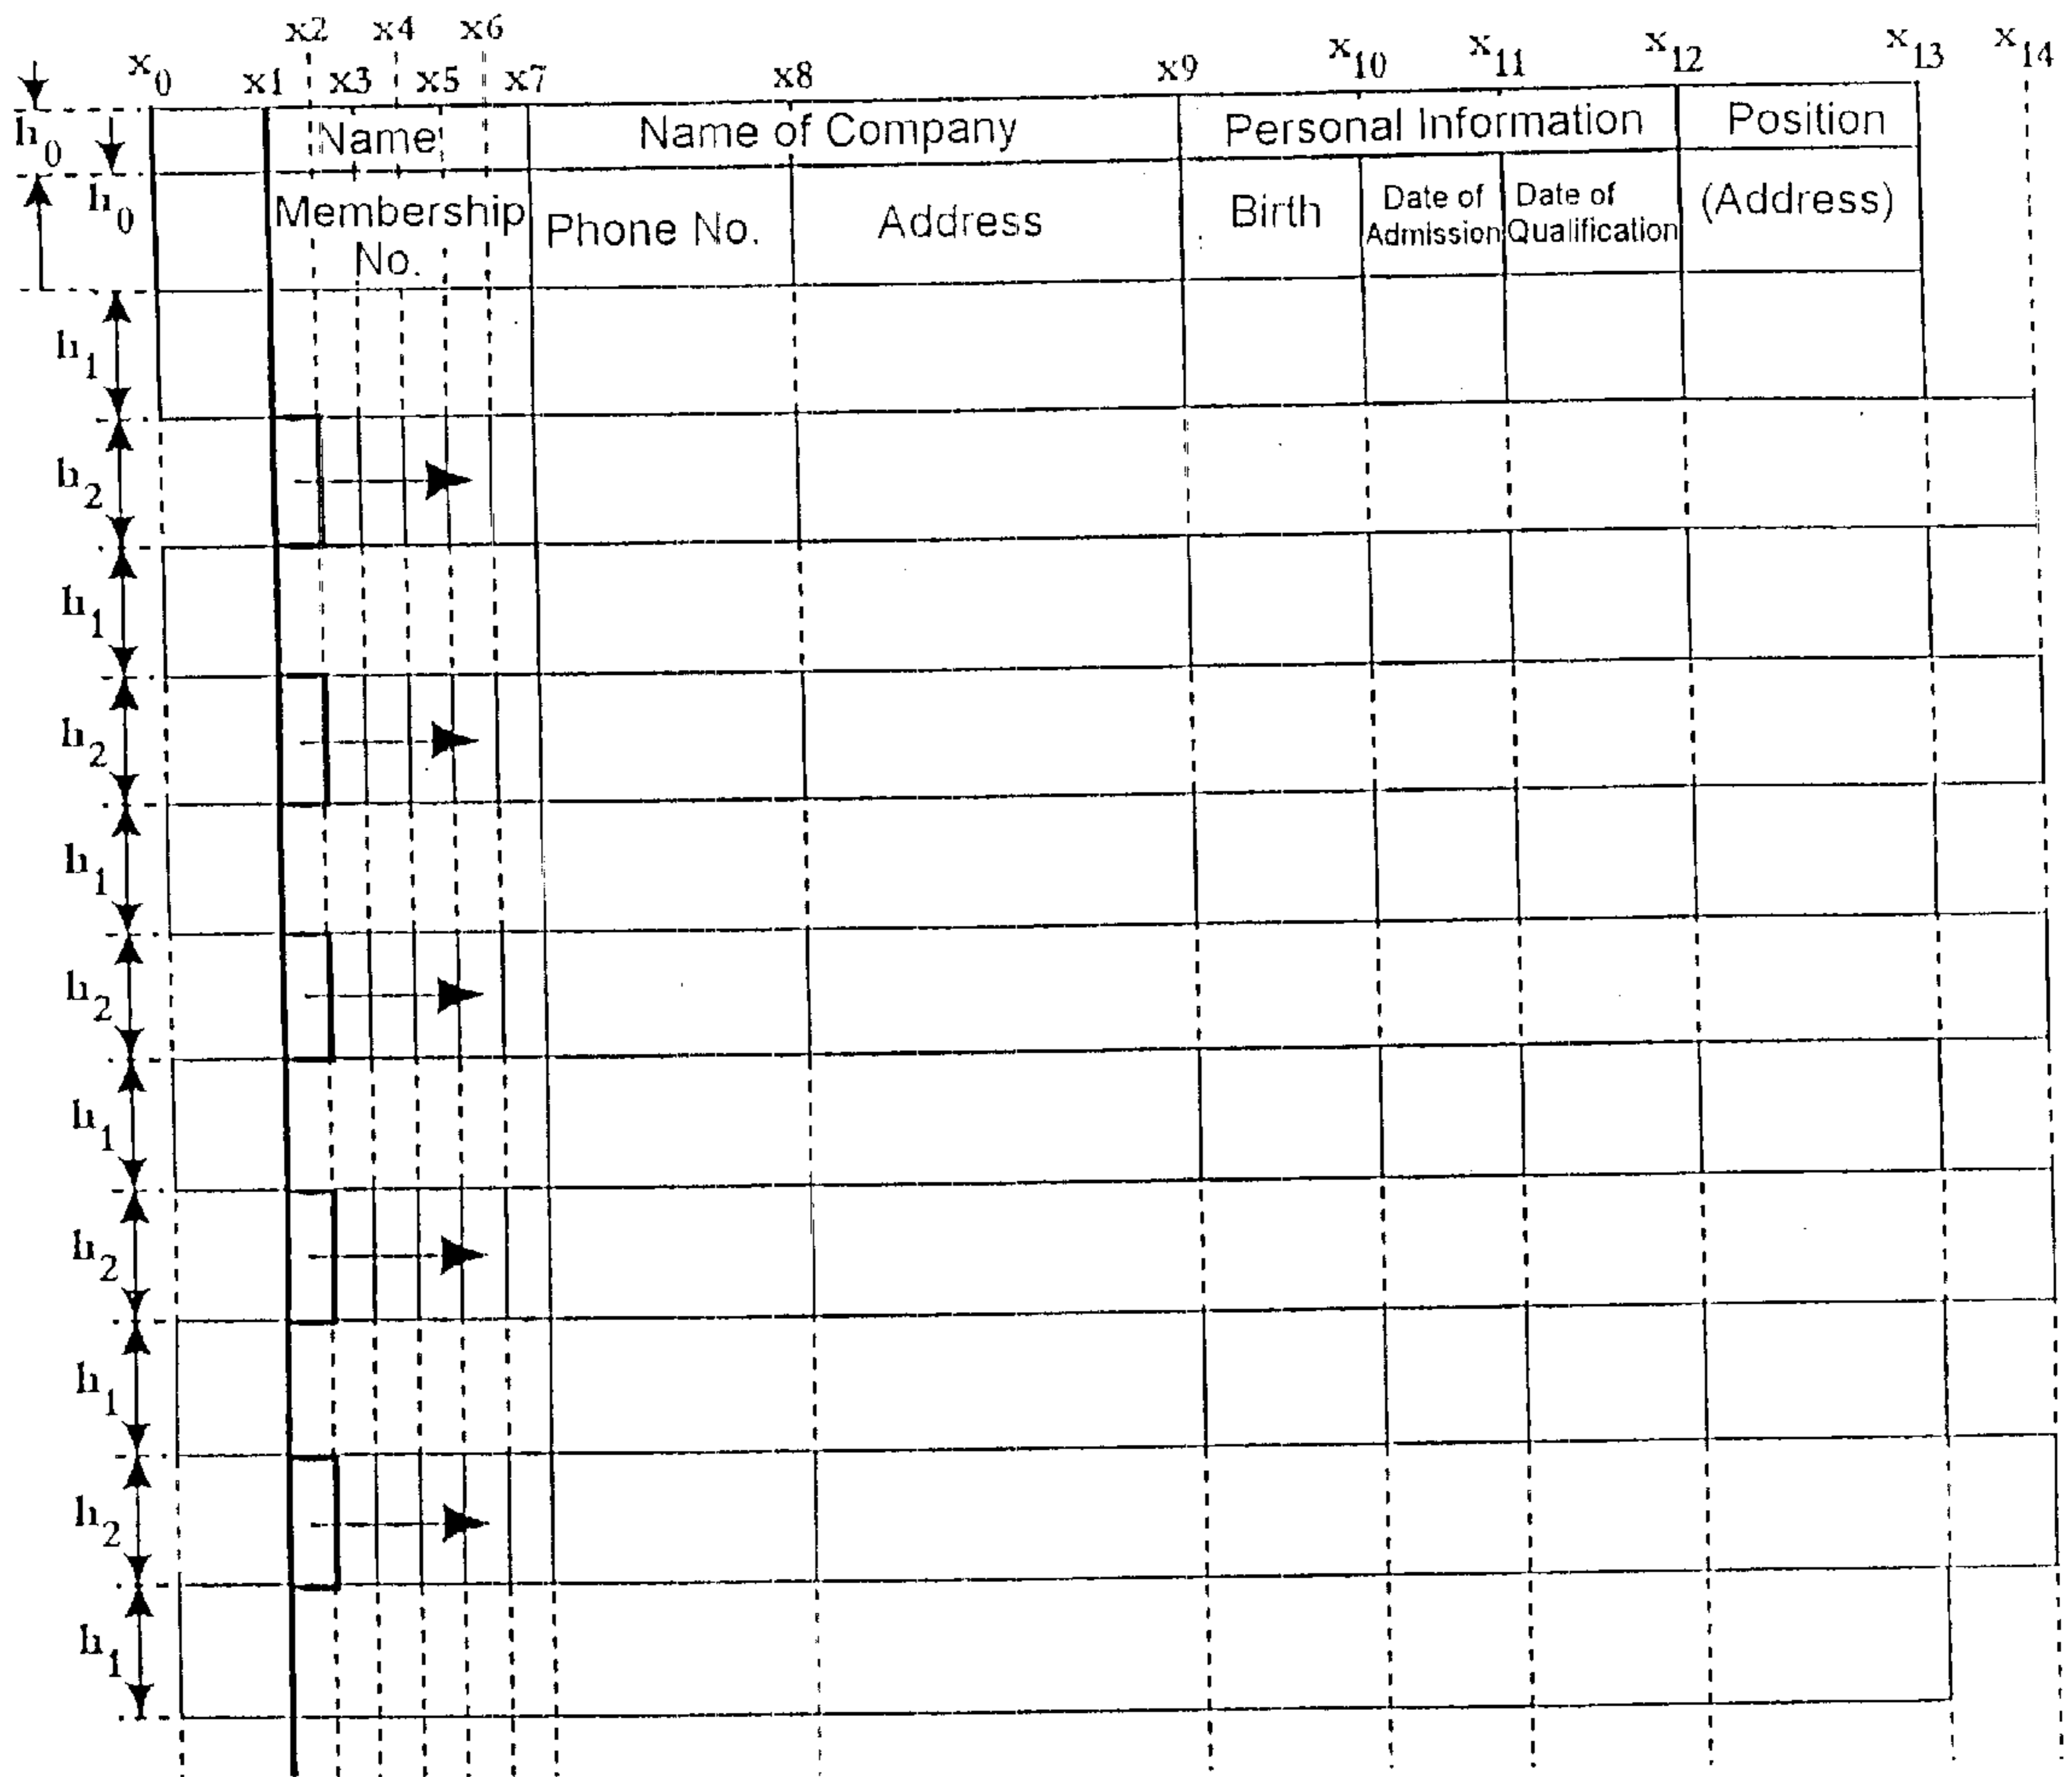 x2 x4 x6
x0 x1 x3 x5 x7 x8 x9 x10 x11 x12 x13 x14
h0 Name Name of Company Personal Information Position
h0 Membership No. Phone No. Address Birth Date of Admission Date of Qualification (Address)
h1
h2
h1
h2
h1
h2
h1
h2
h1
h2
h1